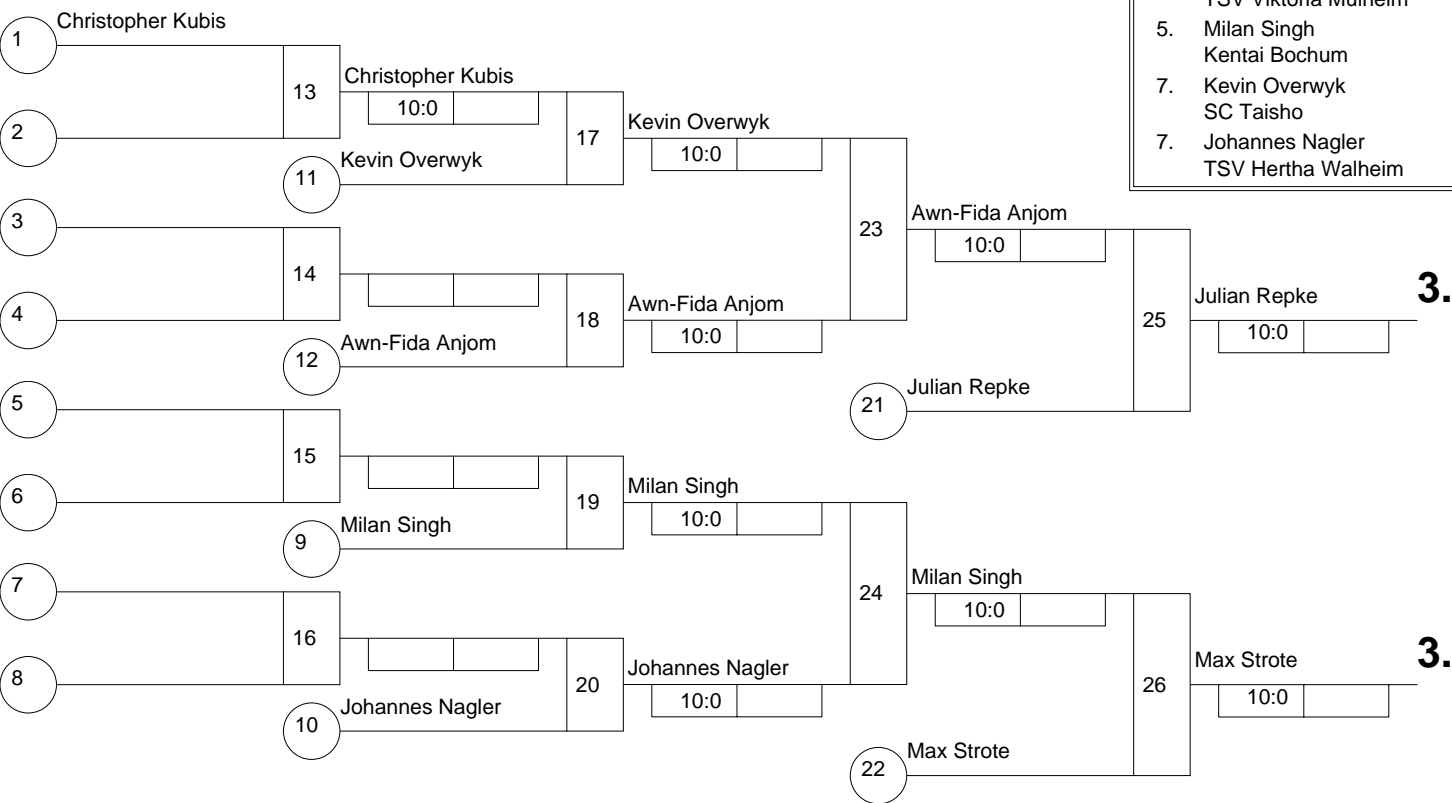 TSV Viktoria Mülheim
5. Milan Singh
Kentai Bochum
7. Kevin Overwyk
SC Taisho
7. Johannes Nagler
TSV Hertha Walheim
1 Christopher Kubis
2
13 Christopher Kubis
10:0
11 Kevin Overwyk
17 Kevin Overwyk
10:0
3
4
14
12 Awn-Fida Anjom
18 Awn-Fida Anjom
10:0
23 Awn-Fida Anjom
10:0
21 Julian Repke
25 Julian Repke
10:0
3.
5
6
15
9 Milan Singh
19 Milan Singh
10:0
7
8
16
10 Johannes Nagler
20 Johannes Nagler
10:0
24 Milan Singh
10:0
22 Max Strote
26 Max Strote
10:0
3.